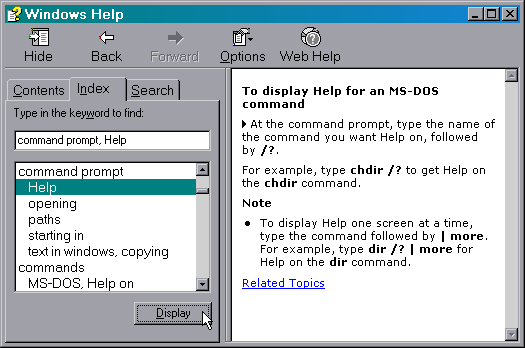 Windows Help
Hide Back Forward Options Web Help
Contents Index Search
Type in the keyword to find:
command prompt, Help
command prompt
Help
opening
paths
starting in
text in windows, copying
commands
MS-DOS, Help on
Display
To display Help for an MS-DOS
command
At the command prompt, type the name of
the command you want Help on, followed
by /?.
For example, type chdir /? to get Help on
the chdir command.
Note
• To display Help one screen at a time,
type the command followed by | more.
For example, type dir /? | more for
Help on the dir command.
Related Topics